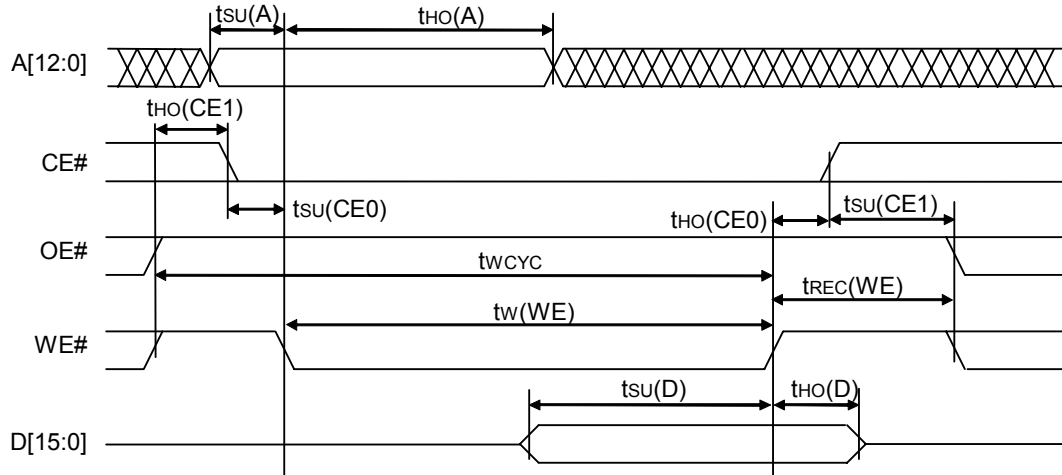 tSU(A)
tHO(A)
A[12:0]
tHO(CE1)
CE#
tSU(CE0)
tHO(CE0)
tSU(CE1)
OE#
tWCYC
tREC(WE)
tW(WE)
WE#
tSU(D)
tHO(D)
D[15:0]